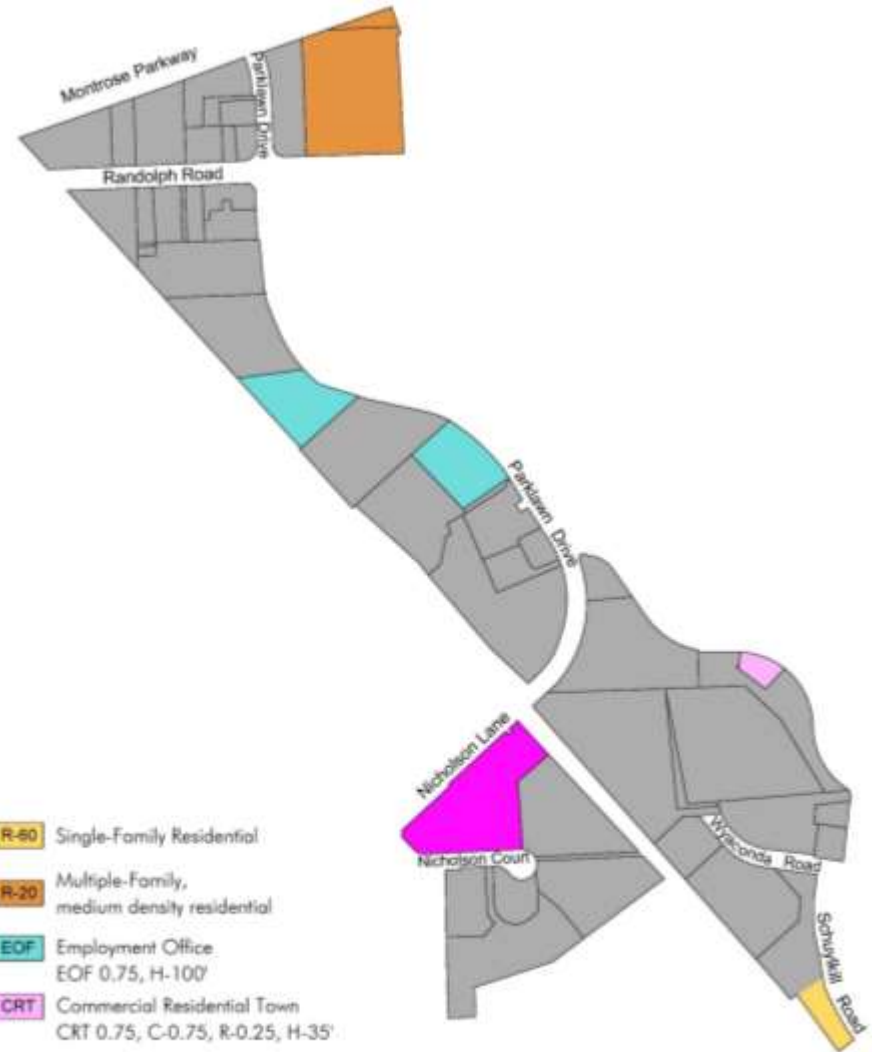 Montrose Parkway
Parklawn Drive
Randolph Road
Parklawn Drive
Nicholson Lane
Nicholson Court
Wyaconda Road
Schuylkill Road
R-60 Single-Family Residential
R-20 Multiple-Family,
medium density residential
EOF Employment Office
EOF 0.75, H-100'
CRT Commercial Residential Town
CRT 0.75, C-0.75, R-0.25, H-35'